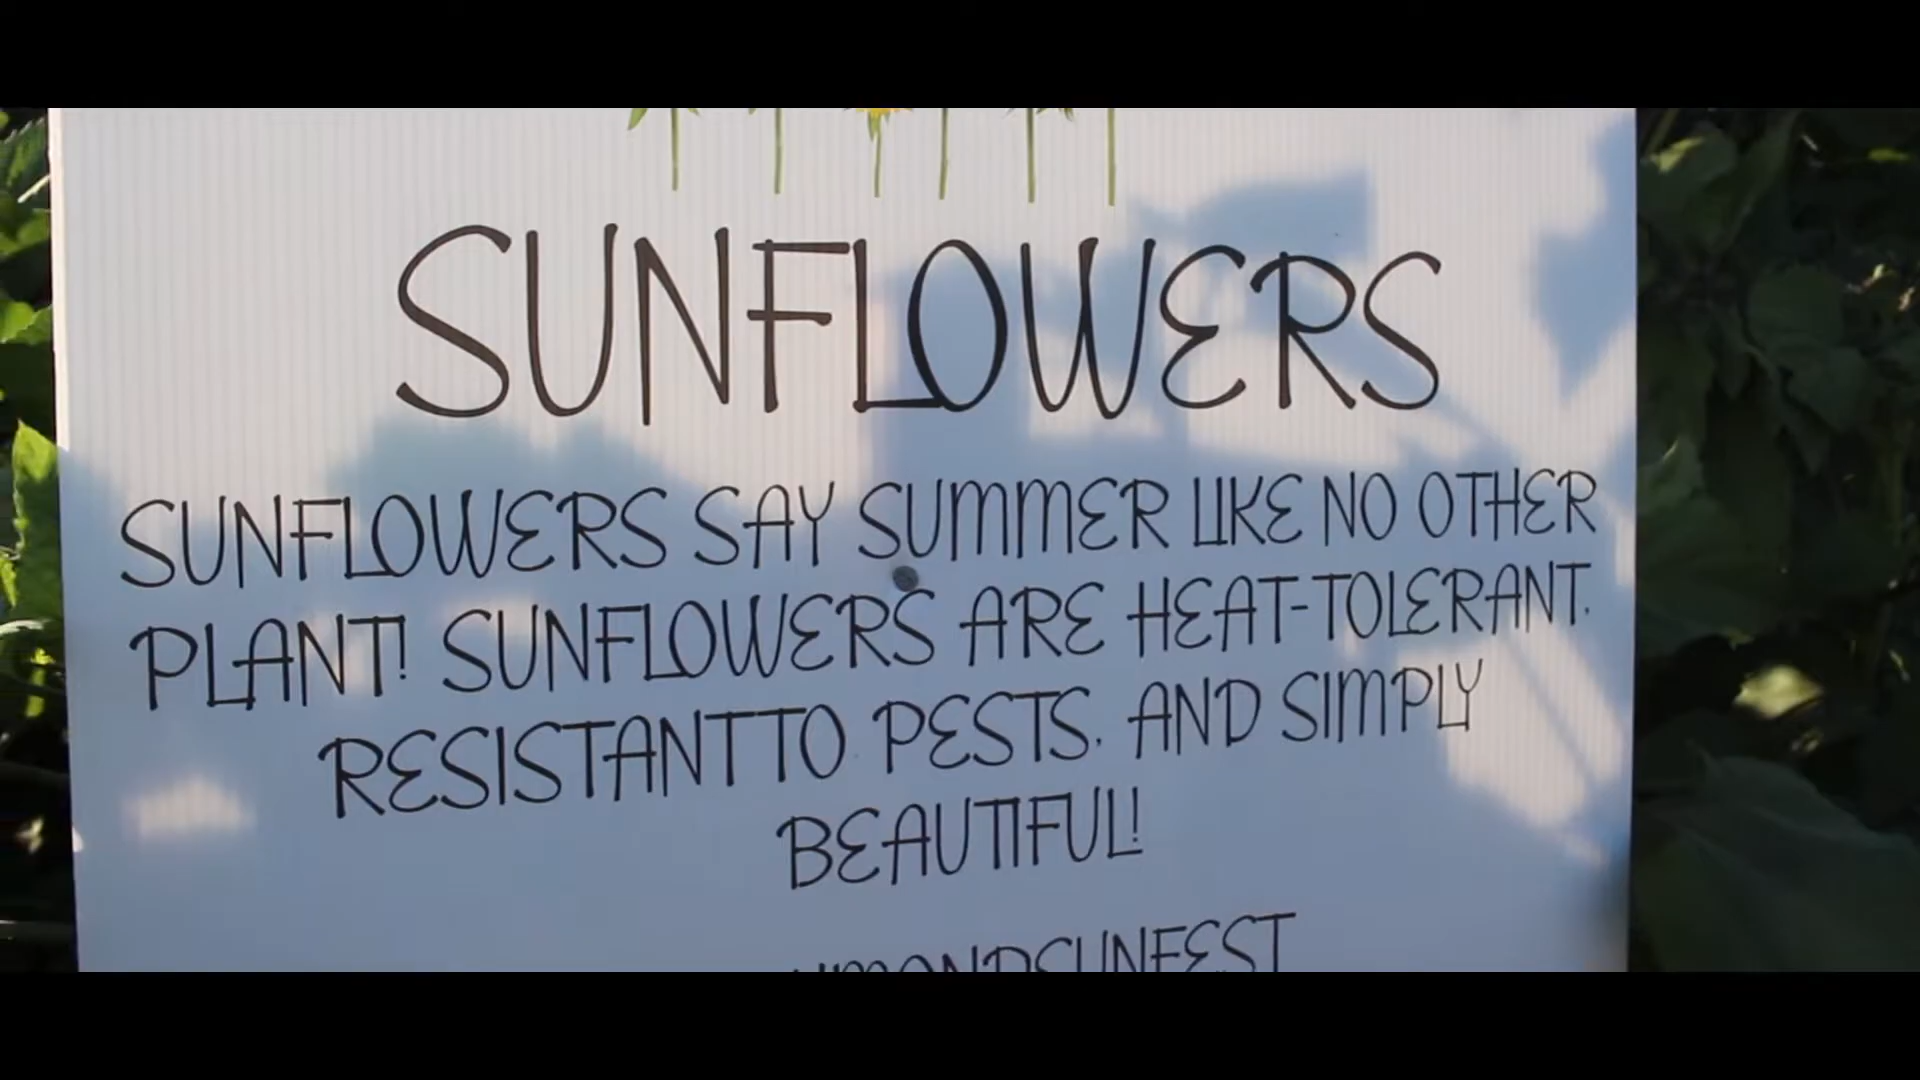 SUNFLOWERS
SUNFLOWERS SAY SUMMER LIKE NO OTHER
PLANT! SUNFLOWERS ARE HEAT-TOLERANT,
RESISTANT TO PESTS, AND SIMPLY
BEAUTIFUL!